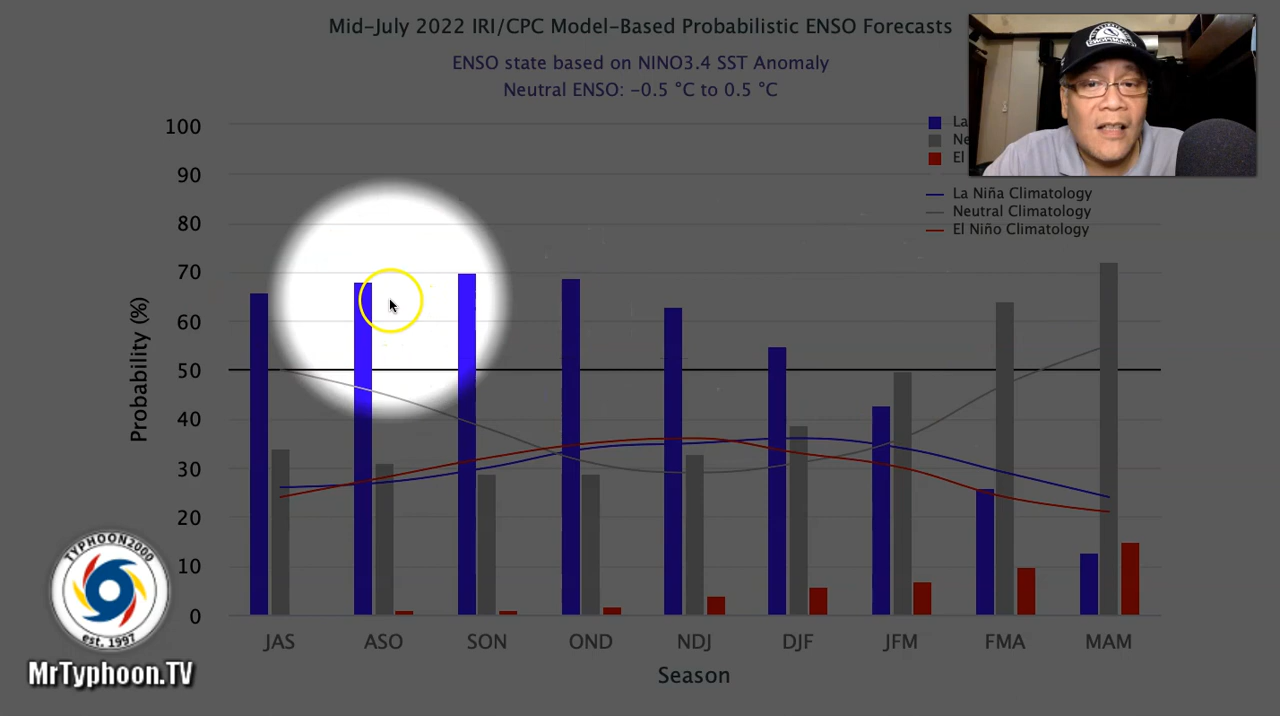 Mid-July 2022 IRI/CPC Model-Based Probabilistic ENSO Forecasts
ENSO state based on NINO3.4 SST Anomaly
Neutral ENSO: -0.5 °C to 0.5 °C
La
Ne
El
La Niña Climatology
Neutral Climatology
El Niño Climatology
100
90
80
70
60
50
40
30
20
10
0
Probability (%)
JAS ASO SON OND NDJ DJF JFM FMA MAM
Season
TYPHOON2000
est. 1997
MrTyphoon.TV